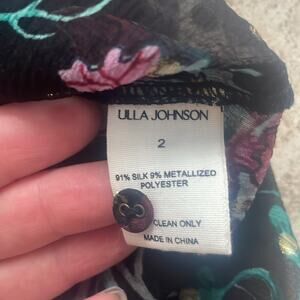 ULLA JOHNSON
2
91% SILK 9% METALLIZED
POLYESTER
CLEAN ONLY
MADE IN CHINA